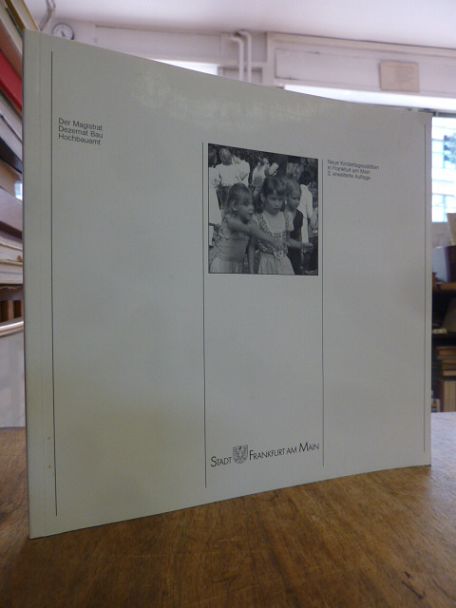 Der Magistrat
Dezernat Bau
Hochbauamt
Neue Kindertagesstätten
in Frankfurt am Main
2. erweiterte Auflage
STADT FRANKFURT AM MAIN